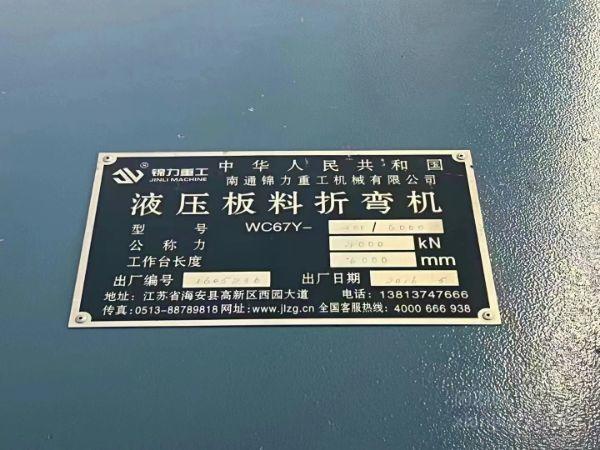 锦力重工
JINLI MACHINE
®
中华人民共和国
南通锦力重工机械有限公司
液压板料折弯机
型号 WC67Y- /6000
公称力 kN
工作台长度 6000 mm
出厂编号 出厂日期
地址：江苏省海安县高新区西园大道 电话：13813747666
传真：0513-88789818 网址：www.jlzg.cn 全国客服热线：4000 666 938